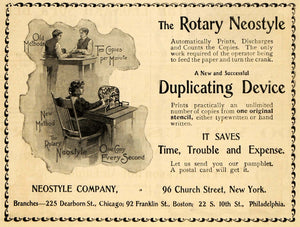 The Rotary Neostyle
Automatically Prints, Discharges
and Counts the Copies. The only
work required of the operator being
to feed the paper and turn the crank.
A New and Successful
Duplicating Device
Prints practically an unlimited
number of copies from one original
stencil, either typewritten or hand
written.
IT SAVES
Time, Trouble and Expense.
Let us send you our pamphlet.
A postal card will get it.
Old
Method
Ten Copies
per Minute
New
Method
Rotary
Neostyle
One Copy
Every Second
NEOSTYLE COMPANY, 96 Church Street, New York.
Branches—225 Dearborn St., Chicago; 92 Franklin St., Boston; 22 S. 10th St., Philadelphia.